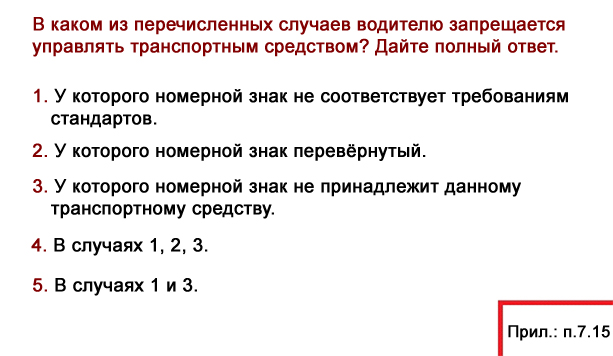 В каком из перечисленных случаев водителю запрещается
управлять транспортным средством? Дайте полный ответ.
1. У которого номерной знак не соответствует требованиям
стандартов.
2. У которого номерной знак перевёрнутый.
3. У которого номерной знак не принадлежит данному
транспортному средству.
4. В случаях 1, 2, 3.
5. В случаях 1 и 3.
Прил.: п.7.15